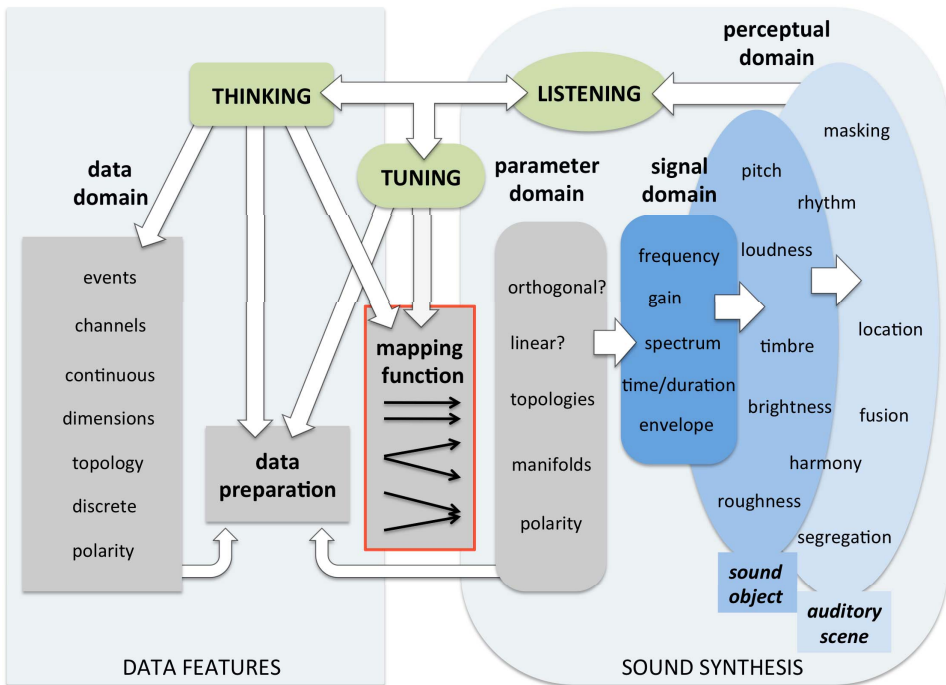 perceptual
domain
THINKING
LISTENING
masking
data
domain
TUNING
parameter
domain
signal
domain
pitch
rhythm
events
channels
continuous
dimensions
topology
discrete
polarity
data
preparation
mapping
function
orthogonal?
linear?
topologies
manifolds
polarity
frequency
gain
spectrum
time/duration
envelope
loudness
timbre
brightness
harmony
roughness
location
fusion
segregation
sound
object
auditory
scene
DATA FEATURES
SOUND SYNTHESIS